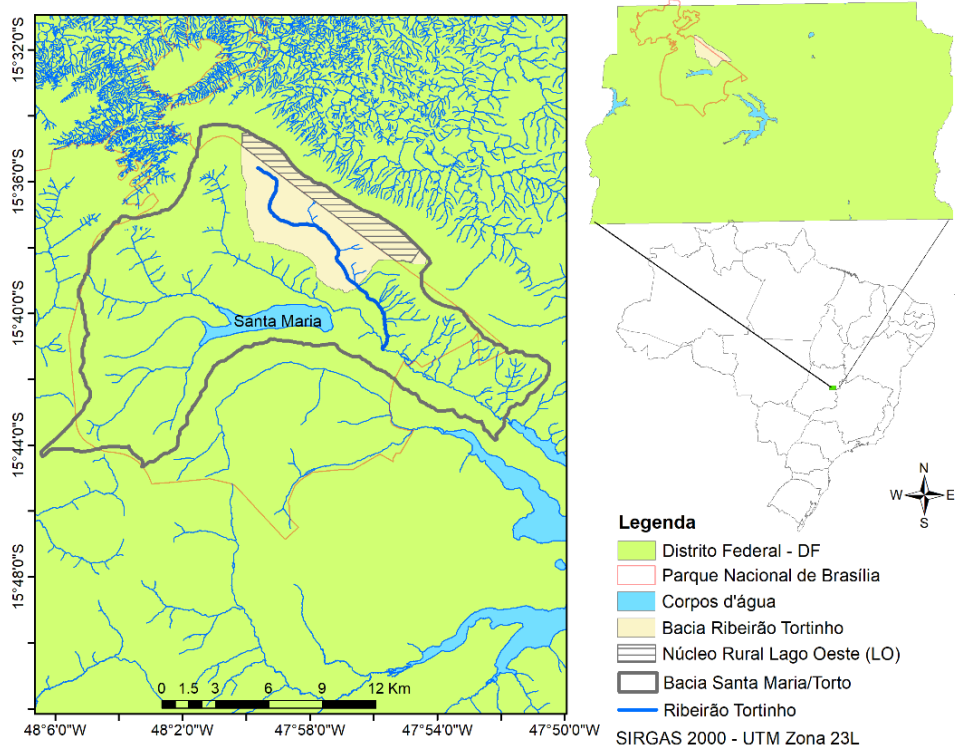 15°32'0"S
15°36'0"S
15°40'0"S
15°44'0"S
15°48'0"S
Santa Maria
0 1.5 3 6 9 12 Km
48°6'0"W 48°2'0"W 47°58'0"W 47°54'0"W 47°50'0"W
N
W E
S
Legenda
Distrito Federal - DF
Parque Nacional de Brasília
Corpos d'água
Bacia Ribeirão Tortinho
Núcleo Rural Lago Oeste (LO)
Bacia Santa Maria/Torto
Ribeirão Tortinho
SIRGAS 2000 - UTM Zona 23L